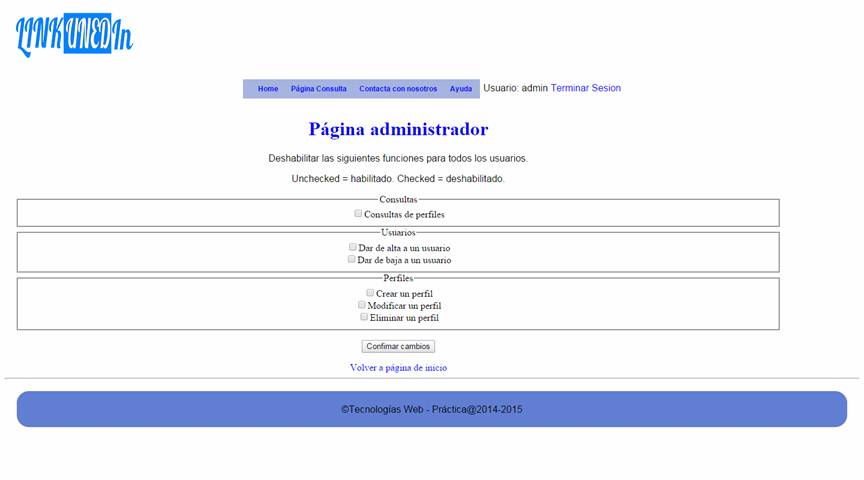 LINKUNEDIn
Home Página Consulta Contacta con nosotros Ayuda Usuario: admin Terminar Sesion
Página administrador
Deshabilitar las siguientes funciones para todos los usuarios.
Unchecked = habilitado. Checked = deshabilitado.
Consultas
Consultas de perfiles
Usuarios
Dar de alta a un usuario
Dar de baja a un usuario
Perfiles
Crear un perfil
Modificar un perfil
Eliminar un perfil
Confimar cambios
Volver a página de inicio
©Tecnologías Web - Práctica@2014-2015